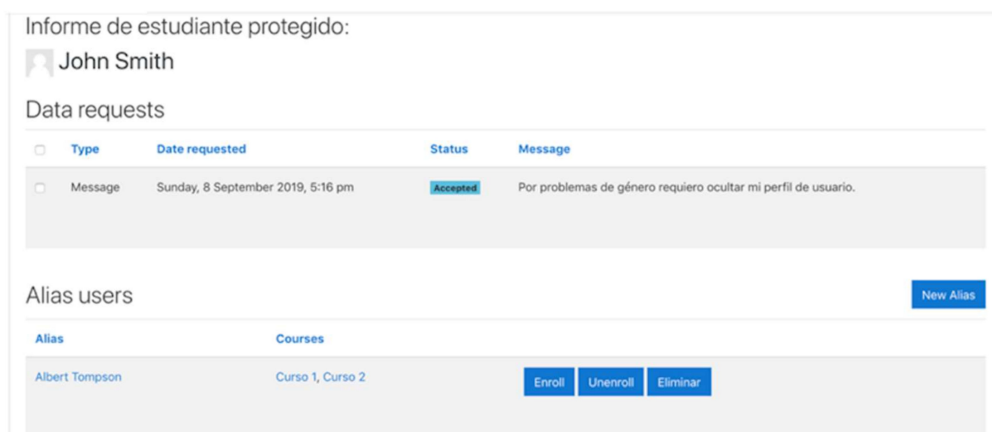 Informe de estudiante protegido:
John Smith
Data requests
Type Date requested Status Message
Message Sunday, 8 September 2019, 5:16 pm Accepted Por problemas de género requiero ocultar mi perfil de usuario.
Alias users New Alias
Alias Courses
Albert Tompson Curso 1, Curso 2 Enroll Unenroll Eliminar